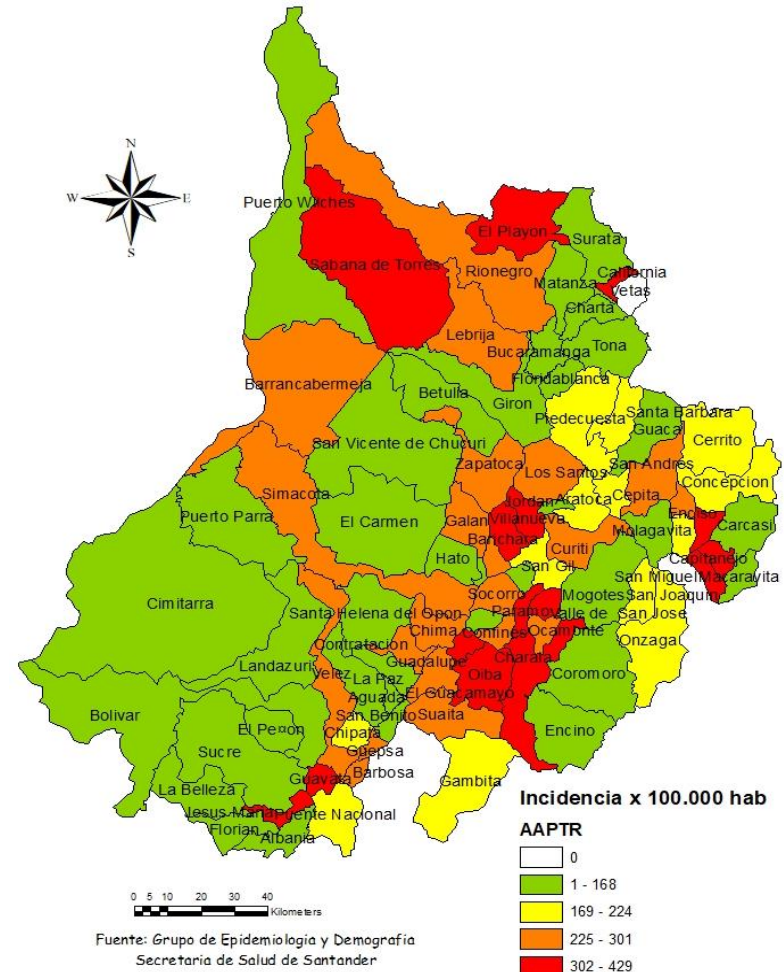 N
W E
S
Puerto Wilches
El Playon
Surata
Sabana de Torres
Rionegro
California
Matanza
Vetas
Charta
Lebrija
Bucaramanga
Tona
Barrancabermeja
Betulia
Floridablanca
Giron
Piedecuesta
Santa Barbara
Guaca
Cerrito
San Vicente de Chucuri
Zapatoca
Los Santos
San Andres
Concepcion
Simacota
Jordan
Aratoca
Cepita
Puerto Parra
El Carmen
Galan
Villanueva
Enciso
Molagavita
Carcasi
Barichara
Curiti
Hato
San Gil
Capitanejo
San Miguel
Macaravita
Cimitarra
Socorro
Mogotes
San Joaquin
Santa Helena del Opon
Paramo
Valle de
San Jose
Chima
Confines
Ocamonte
Onzaga
Contratacion
Landazuri
Velez
Guadalupe
Charala
La Paz
Oiba
Coromoro
Aguada
El Guacamayo
Bolivar
San Benito
El Peñon
Chipata
Suaita
Encino
Sucre
Guepsa
Barbosa
Guavata
Gambita
La Belleza
Jesus Maria
Puente Nacional
Florian
Albania
Incidencia x 100.000 hab
AAPTR
0
1 - 168
169 - 224
225 - 301
302 - 429
0 5 10 20 30 40
Kilometers
Fuente: Grupo de Epidemiologia y Demografia
Secretaria de Salud de Santander